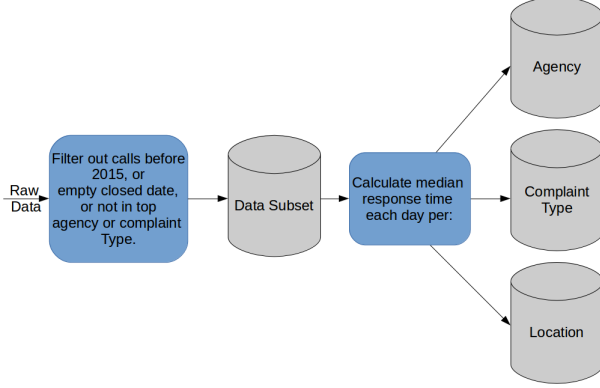 Raw
Data
Filter out calls before
2015, or
empty closed date,
or not in top
agency or complaint
Type.
Data Subset
Calculate median
response time
each day per:
Agency
Complaint
Type
Location